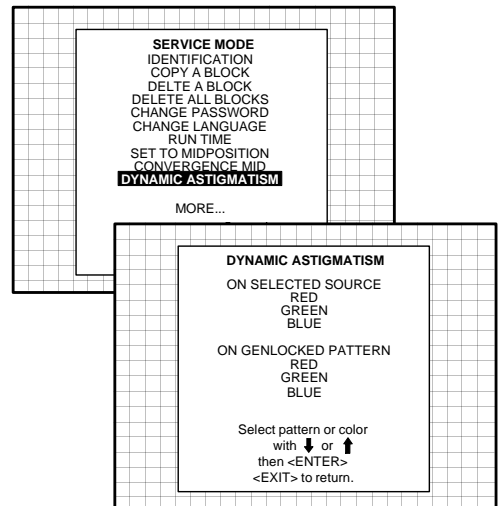 SERVICE MODE
IDENTIFICATION
COPY A BLOCK
DELTE A BLOCK
DELETE ALL BLOCKS
CHANGE PASSWORD
CHANGE LANGUAGE
RUN TIME
SET TO MIDPOSITION
CONVERGENCE MID
DYNAMIC ASTIGMATISM
MORE...
DYNAMIC ASTIGMATISM
ON SELECTED SOURCE
RED
GREEN
BLUE
ON GENLOCKED PATTERN
RED
GREEN
BLUE
Select pattern or color
with ↓ or ↑
then <ENTER>
<EXIT> to return.